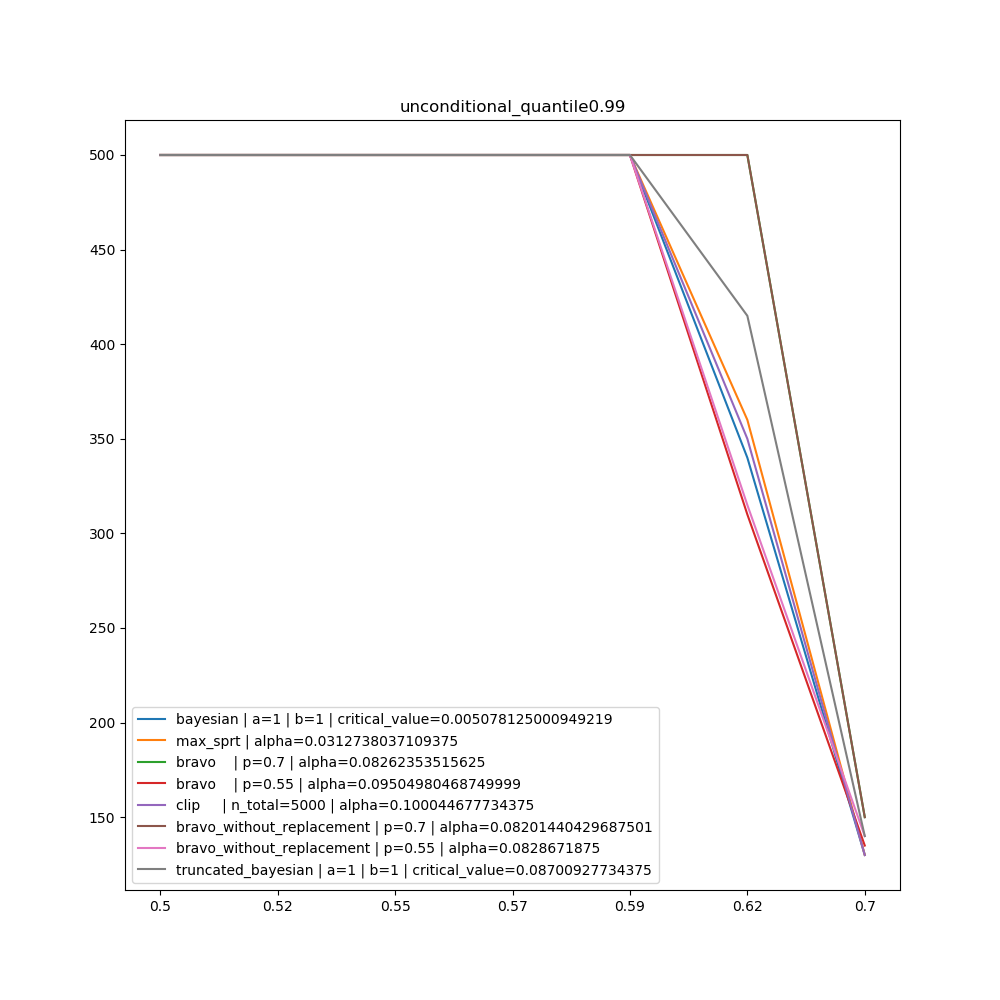 unconditional_quantile0.99
500
450
400
350
300
250
200
150
bayesian | a=1 | b=1 | critical_value=0.005078125000949219
max_sprt | alpha=0.0312738037109375
bravo    | p=0.7 | alpha=0.08262353515625
bravo    | p=0.55 | alpha=0.09504980468749999
clip     | n_total=5000 | alpha=0.100044677734375
bravo_without_replacement | p=0.7 | alpha=0.08201440429687501
bravo_without_replacement | p=0.55 | alpha=0.0828671875
truncated_bayesian | a=1 | b=1 | critical_value=0.08700927734375
0.5 0.52 0.55 0.57 0.59 0.62 0.7